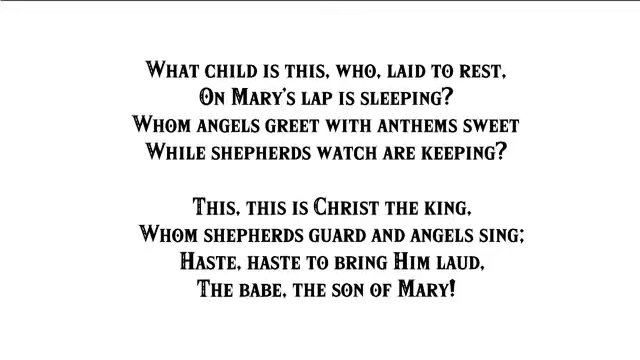 What child is this, who, laid to rest,
On Mary's lap is sleeping?
Whom angels greet with anthems sweet
While shepherds watch are keeping?
This, this is Christ the king,
Whom shepherds guard and angels sing;
Haste, haste to bring Him laud,
The babe, the son of Mary!